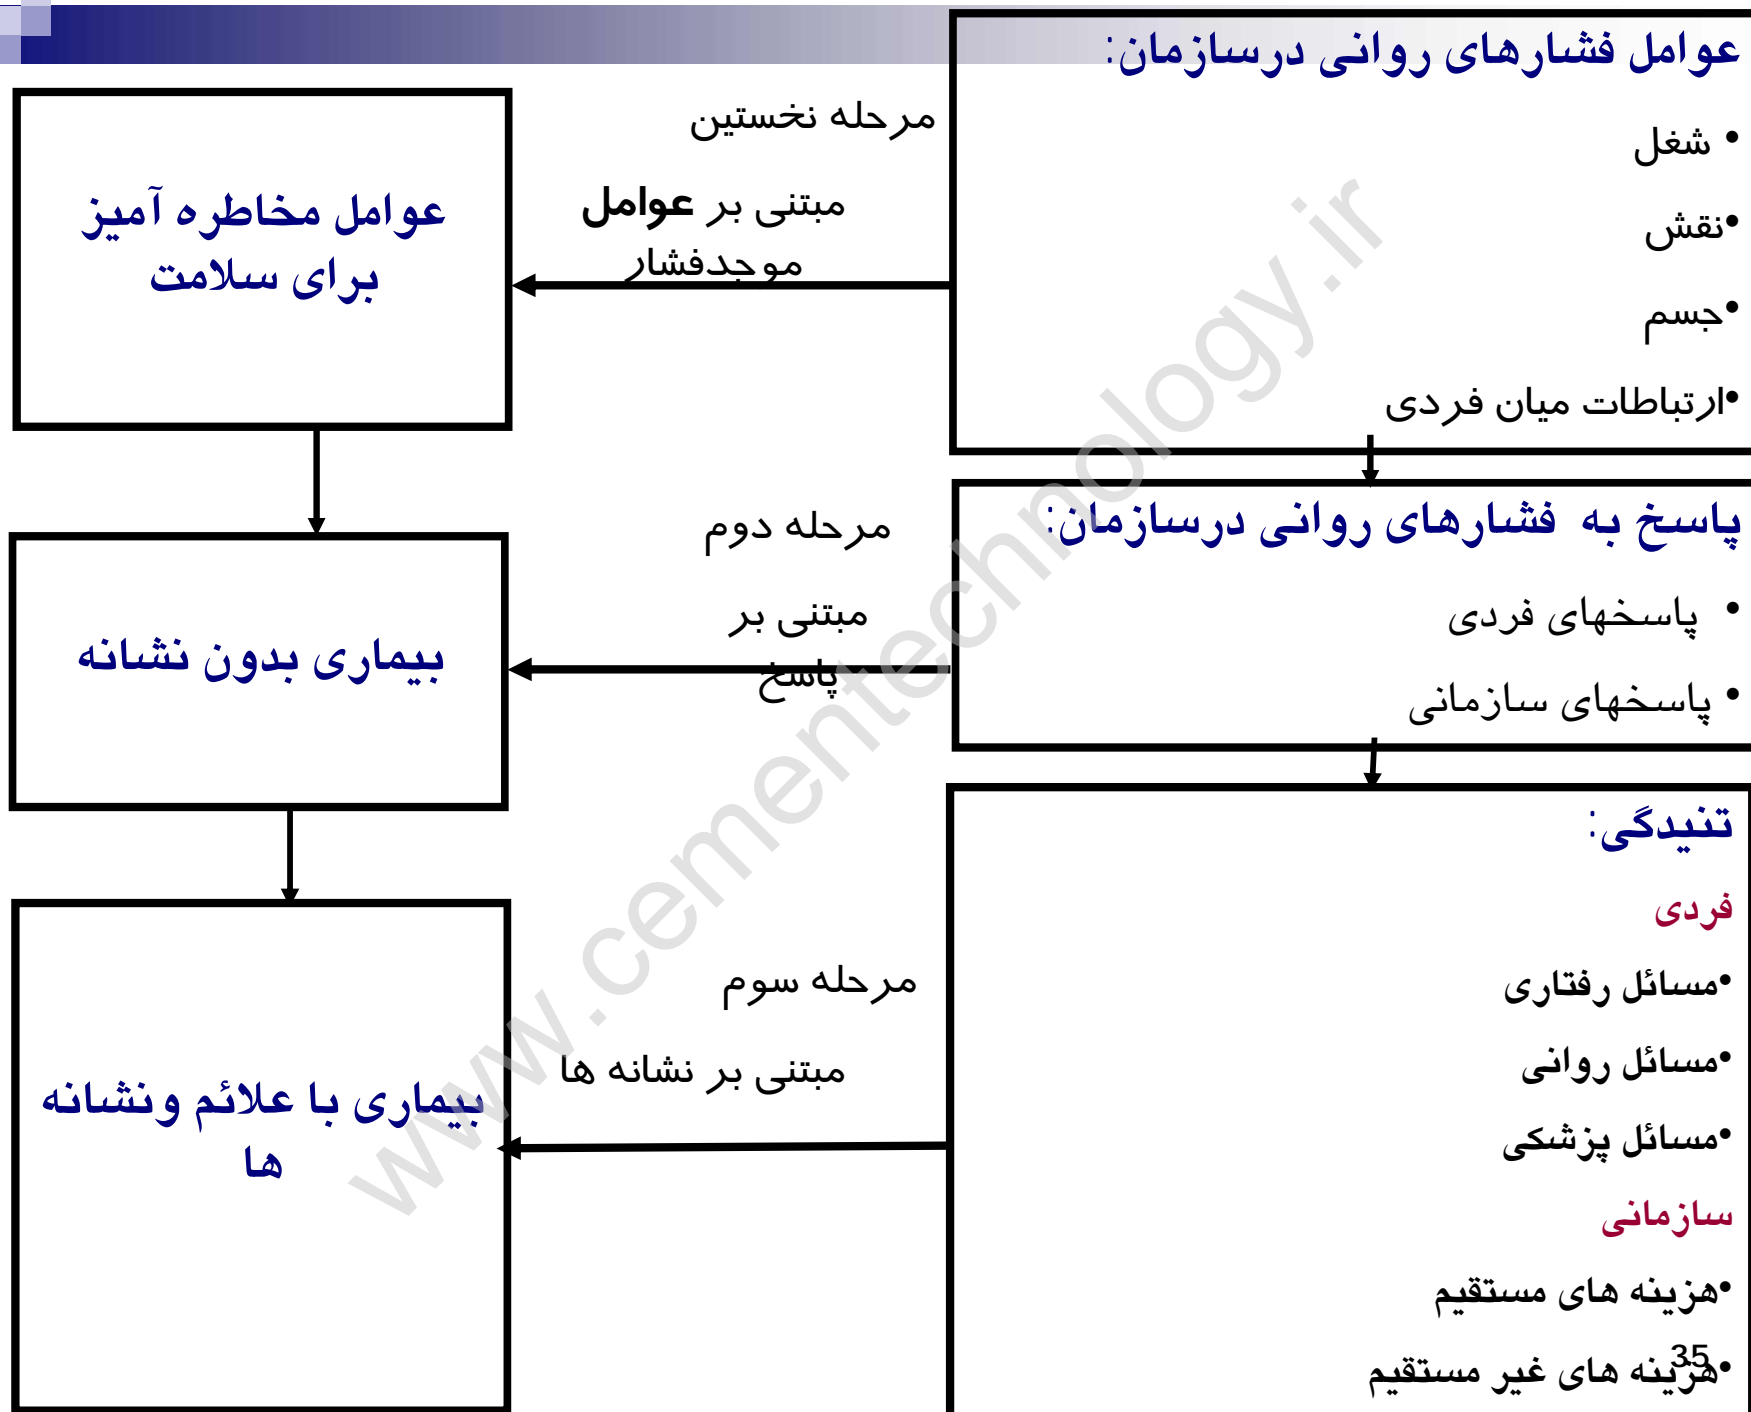 عوامل فشارهای روانی درسازمان:
• شغل
•نقش
•جسم
•ارتباطات میان فردی
مرحله نخستین
مبتنی بر عوامل
موجدفشار
عوامل مخاطره آمیز
برای سلامت
پاسخ به فشارهای روانی درسازمان:
• پاسخهای فردی
• پاسخهای سازمانی
مرحله دوم
مبتنی بر
پاسخ
بیماری بدون نشانه
تنیدگی:
فردی
•مسائل رفتاری
•مسائل روانی
•مسائل پزشکی
سازمانی
•هزینه های مستقیم
•هزینه های غیر مستقیم
مرحله سوم
مبتنی بر نشانه ها
بیماری با علائم ونشانه
ها
35
www.cementechnology.ir